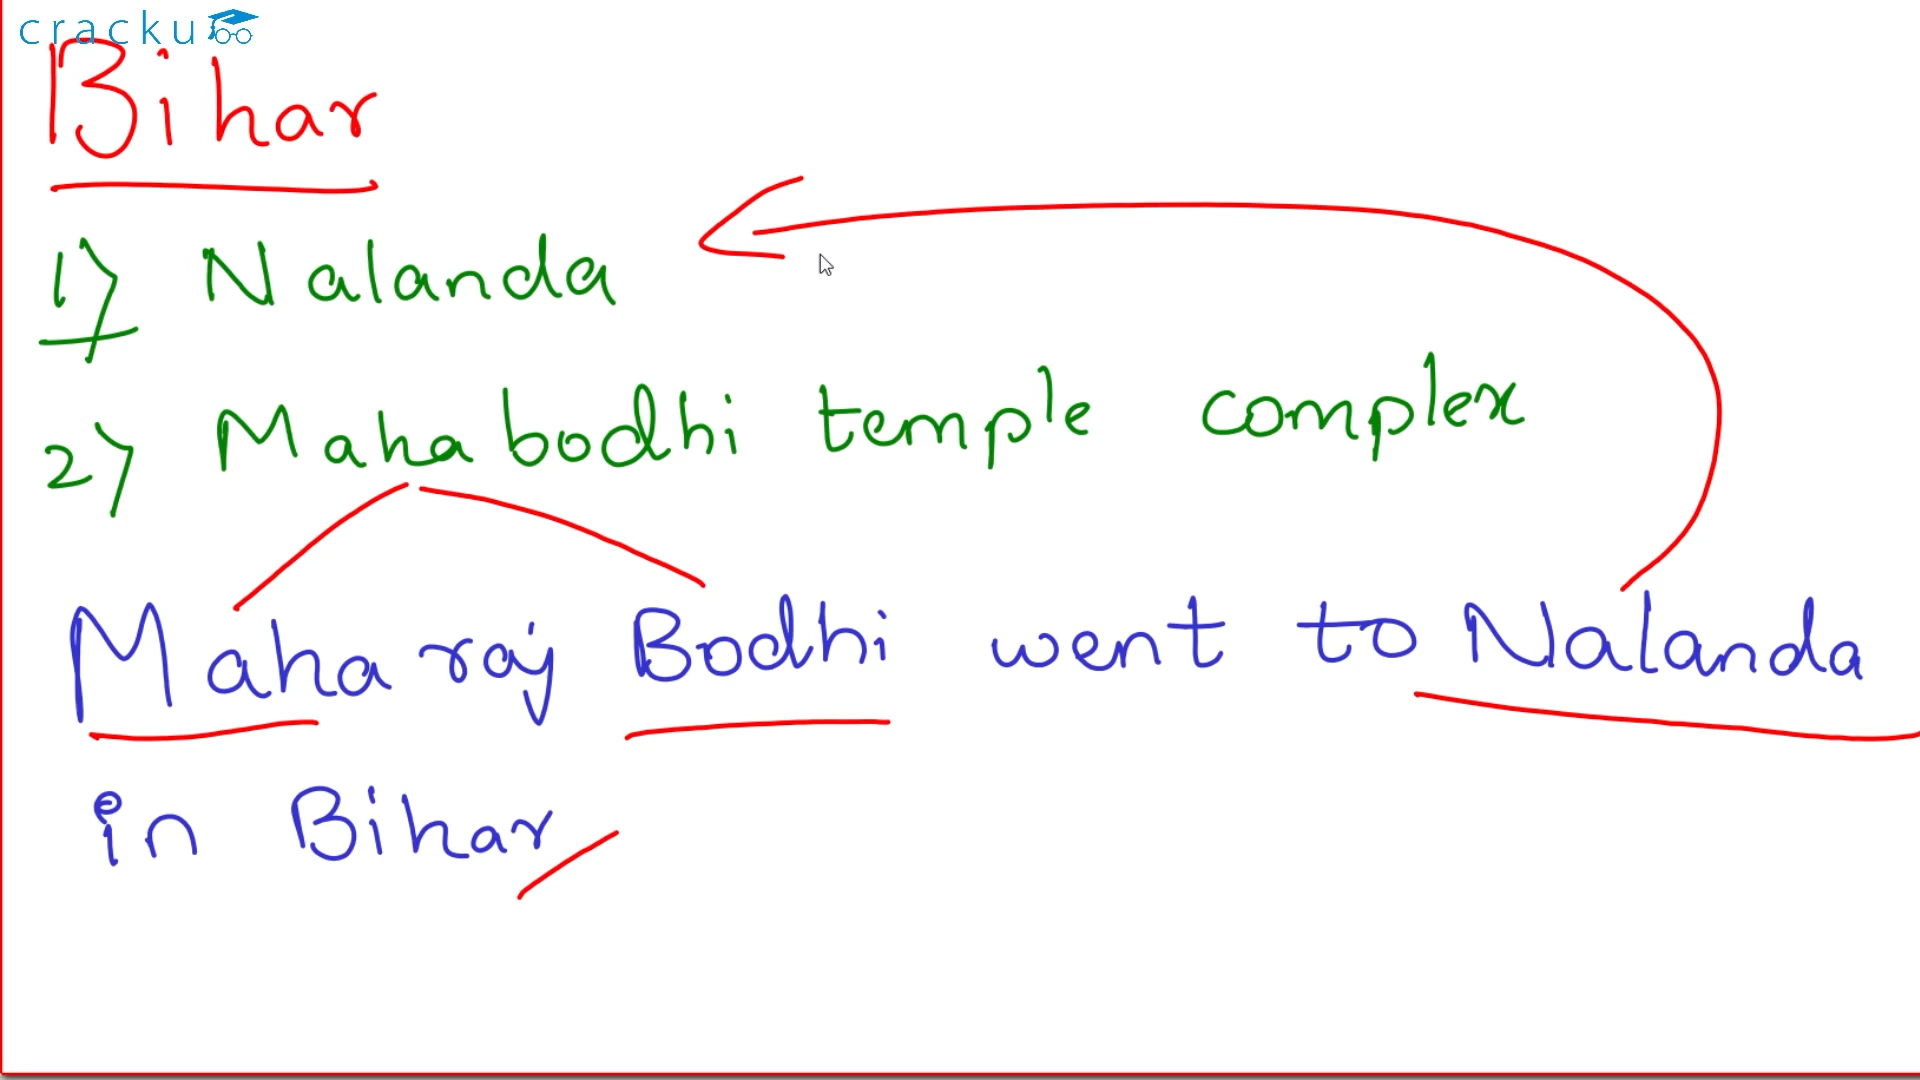 cracku
Bihar
1) Nalanda
2) Mahabodhi temple complex
Maharaj Bodhi went to Nalanda
in Bihar